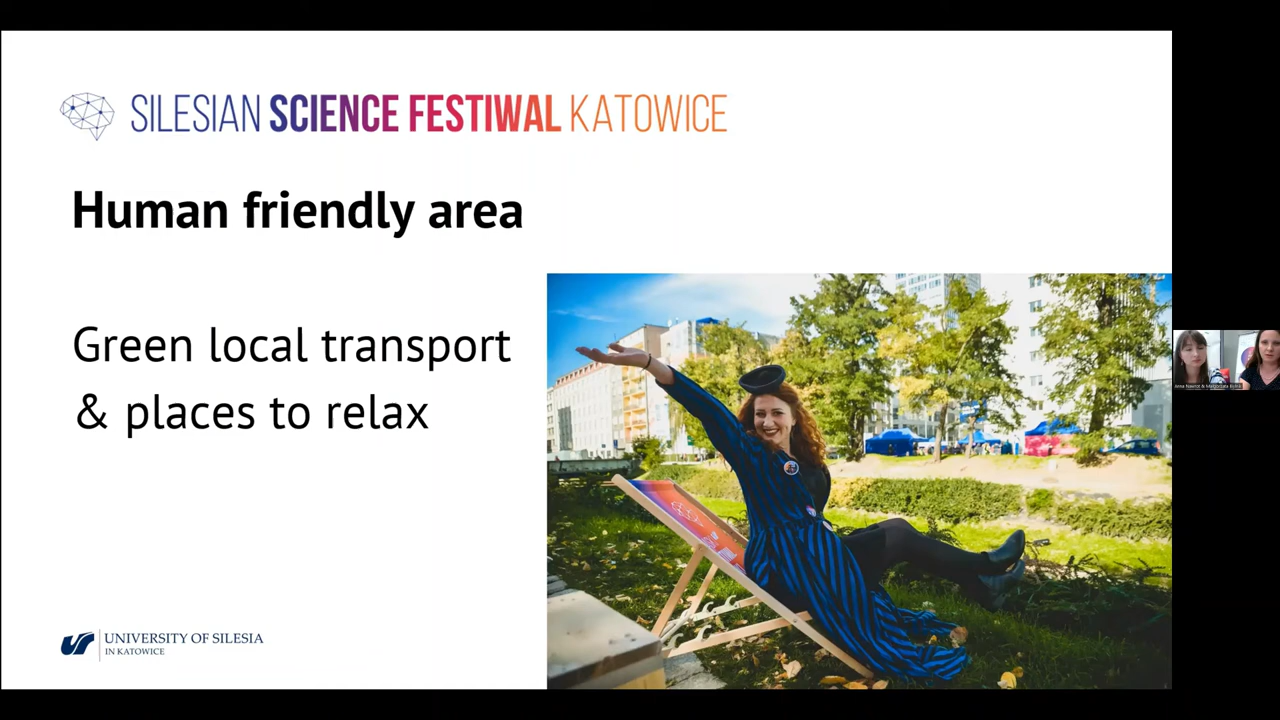 SILESIAN SCIENCE FESTIWAL KATOWICE
Human friendly area
Green local transport
& places to relax
UNIVERSITY OF SILESIA
IN KATOWICE